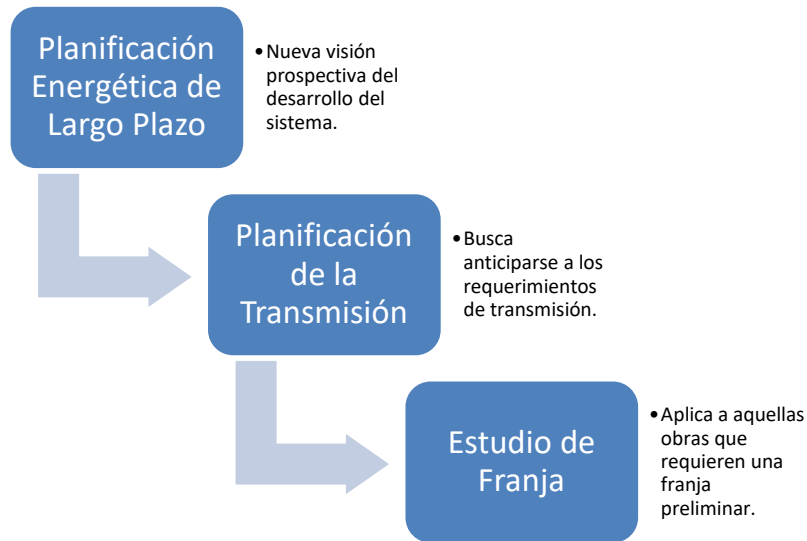 Planificación
Energética de
Largo Plazo
•Nueva visión
prospectiva del
desarrollo del
sistema.
Planificación
de la
Transmisión
•Busca
anticiparse a los
requerimientos
de transmisión.
Estudio de
Franja
•Aplica a aquellas
obras que
requieren una
franja
preliminar.